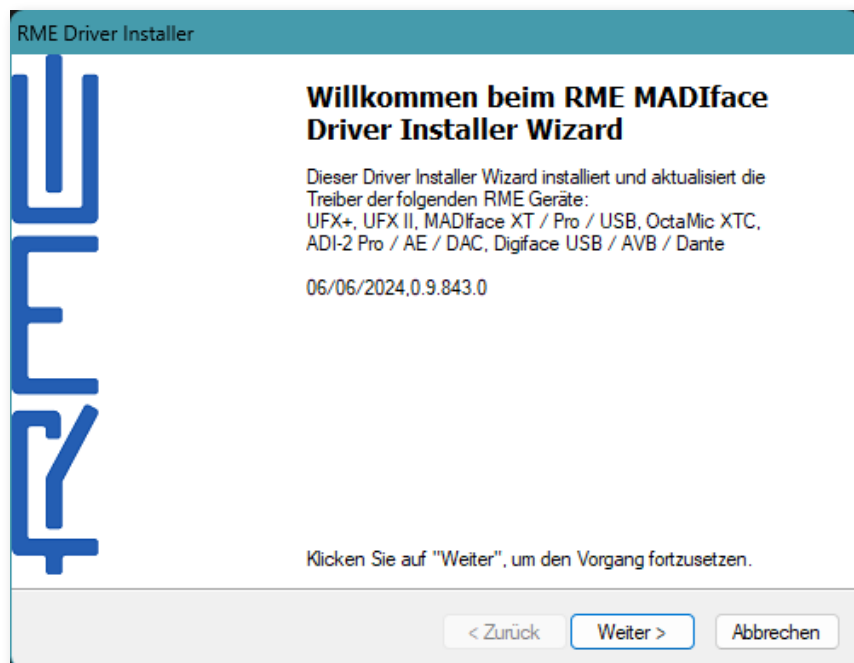 RME Driver Installer
RME
Willkommen beim RME MADIface
Driver Installer Wizard
Dieser Driver Installer Wizard installiert und aktualisiert die
Treiber der folgenden RME Geräte:
UFX+, UFX II, MADIface XT / Pro / USB, OctaMic XTC,
ADI-2 Pro / AE / DAC, Digiface USB / AVB / Dante
06/06/2024,0.9.843.0
Klicken Sie auf "Weiter", um den Vorgang fortzusetzen.
< Zurück Weiter > Abbrechen